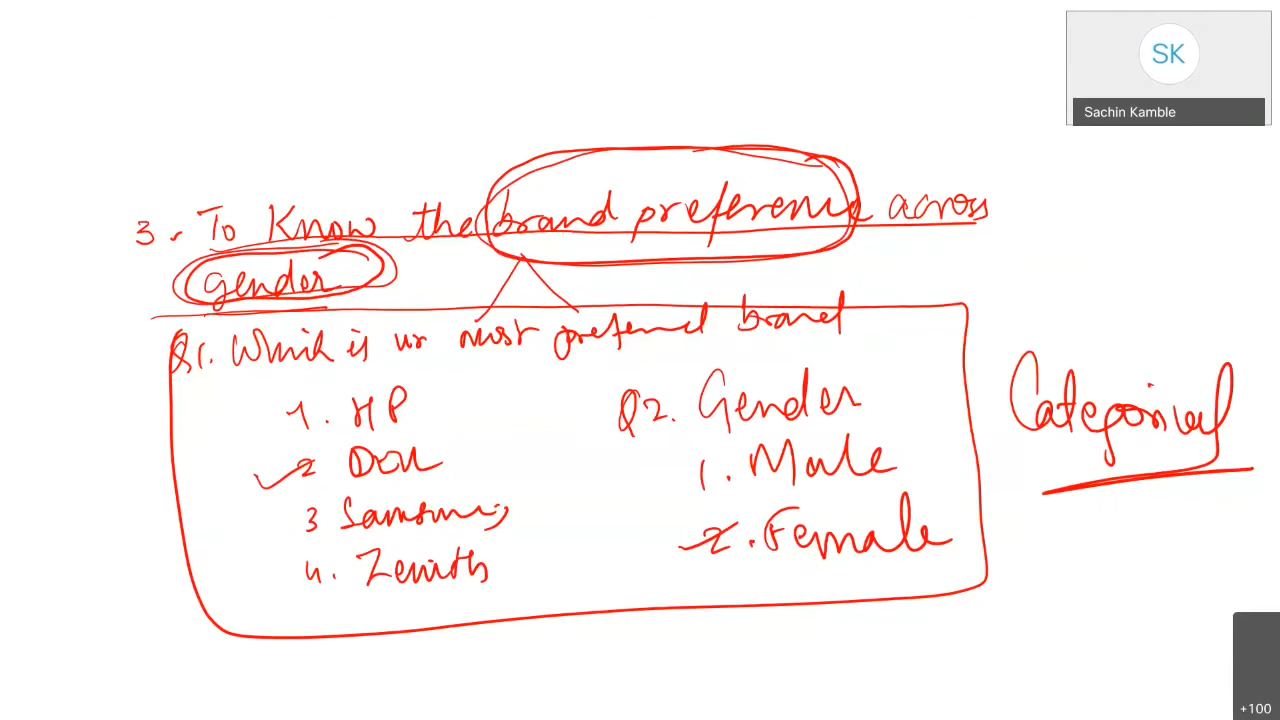 SK
Sachin Kamble
3. To Know the brand preference across
gender
Q1. Which is ur most preferred brand
1. HP
2 Dell
3 Samsung
4. Zenith
Q2. Gender
1. Male
2. Female
Categorical
+100